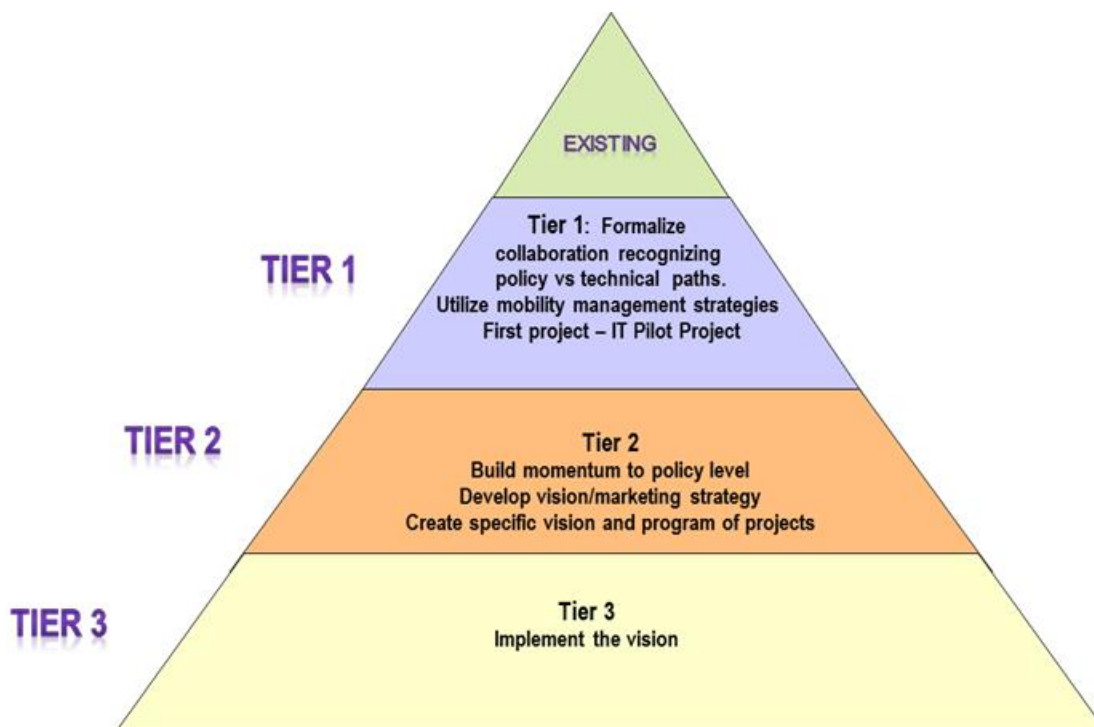 EXISTING
TIER 1
Tier 1: Formalize
collaboration recognizing
policy vs technical paths.
Utilize mobility management strategies
First project – IT Pilot Project
TIER 2
Tier 2
Build momentum to policy level
Develop vision/marketing strategy
Create specific vision and program of projects
TIER 3
Tier 3
Implement the vision